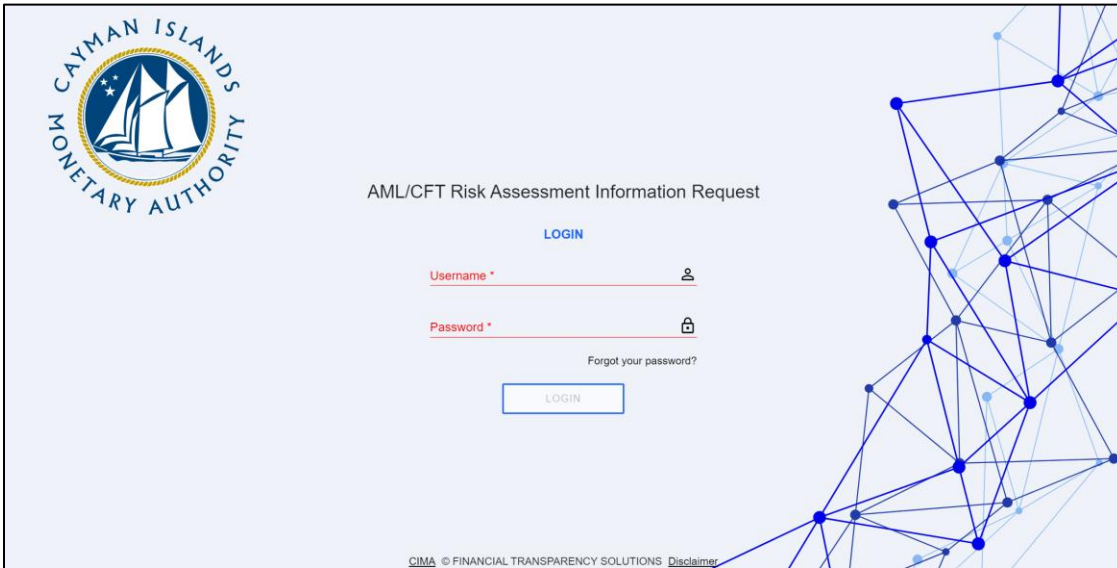 CAYMAN ISLANDS
MONETARY AUTHORITY
AML/CFT Risk Assessment Information Request
LOGIN
Username *
Password *
Forgot your password?
LOGIN
CIMA © FINANCIAL TRANSPARENCY SOLUTIONS Disclaimer